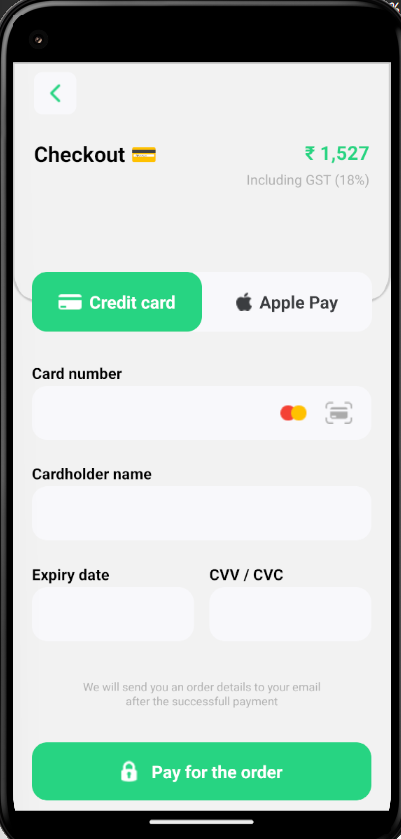 %
Checkout 💳
₹ 1,527
Including GST (18%)
Credit card
Apple Pay
Card number
Cardholder name
Expiry date
CVV / CVC
We will send you an order details to your email
after the successfull payment
Pay for the order